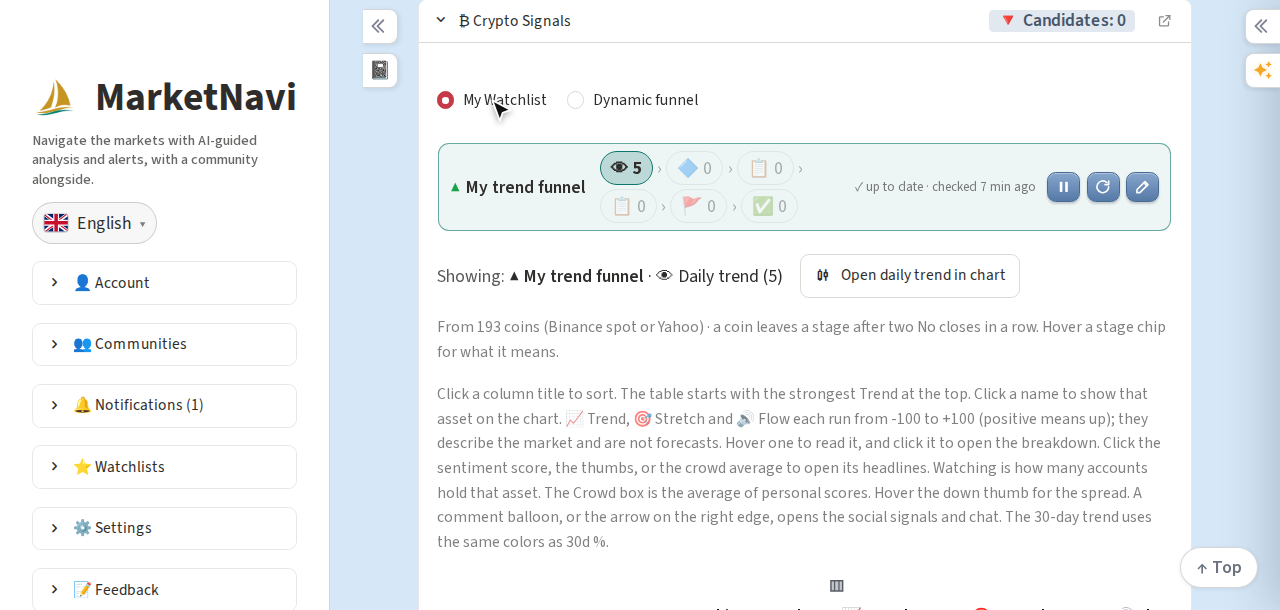 ₿ Crypto Signals
🔻 Candidates: 0
MarketNavi
Navigate the markets with AI-guided
analysis and alerts, with a community
alongside.
English
👤 Account
👥 Communities
🔔 Notifications (1)
⭐ Watchlists
⚙️ Settings
📝 Feedback
My Watchlist
Dynamic funnel
▲ My trend funnel
👁 5 › 🔷 0 › 📋 0 ›
📋 0 › 🚩 0 › ✅ 0
✓ up to date · checked 7 min ago
Showing: ▲ My trend funnel · 👁 Daily trend (5)
Open daily trend in chart
From 193 coins (Binance spot or Yahoo) · a coin leaves a stage after two No closes in a row. Hover a stage chip
for what it means.
Click a column title to sort. The table starts with the strongest Trend at the top. Click a name to show that
asset on the chart. 📈 Trend, 🎯 Stretch and 🔊 Flow each run from -100 to +100 (positive means up); they
describe the market and are not forecasts. Hover one to read it, and click it to open the breakdown. Click the
sentiment score, the thumbs, or the crowd average to open its headlines. Watching is how many accounts
hold that asset. The Crowd box is the average of personal scores. Hover the down thumb for the spread. A
comment balloon, or the arrow on the right edge, opens the social signals and chat. The 30-day trend uses
the same colors as 30d %.
↑ Top